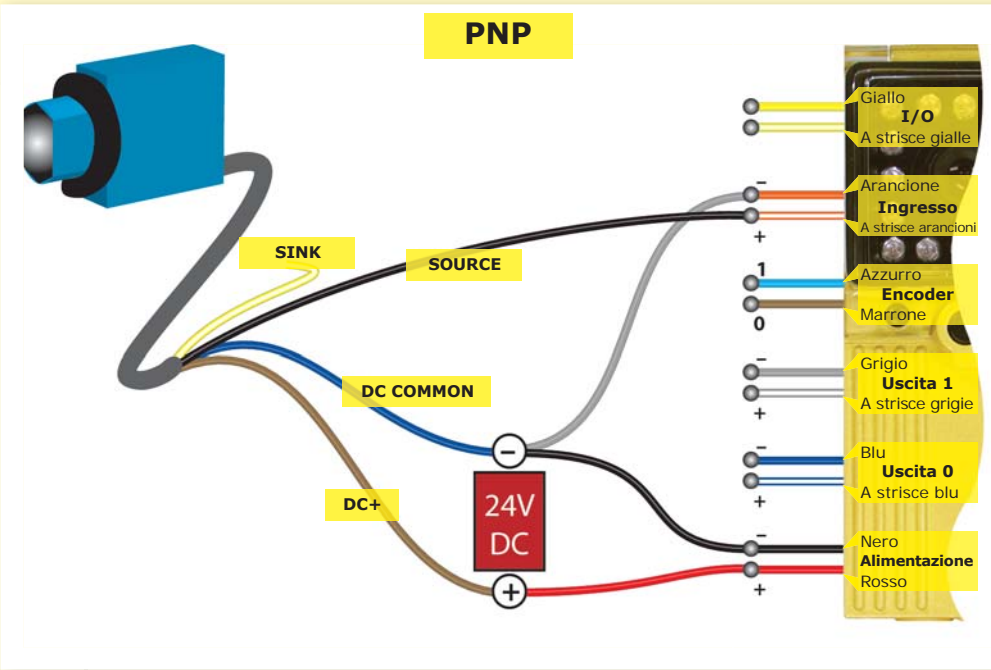 PNP
Giallo
I/O
A strisce gialle
–
Arancione
Ingresso
A strisce arancioni
+
SINK
SOURCE
1
Azzurro
Encoder
Marrone
0
–
Grigio
Uscita 1
A strisce grigie
+
DC COMMON
–
–
Blu
Uscita 0
A strisce blu
+
DC+
24V
DC
–
Nero
Alimentazione
Rosso
+
+